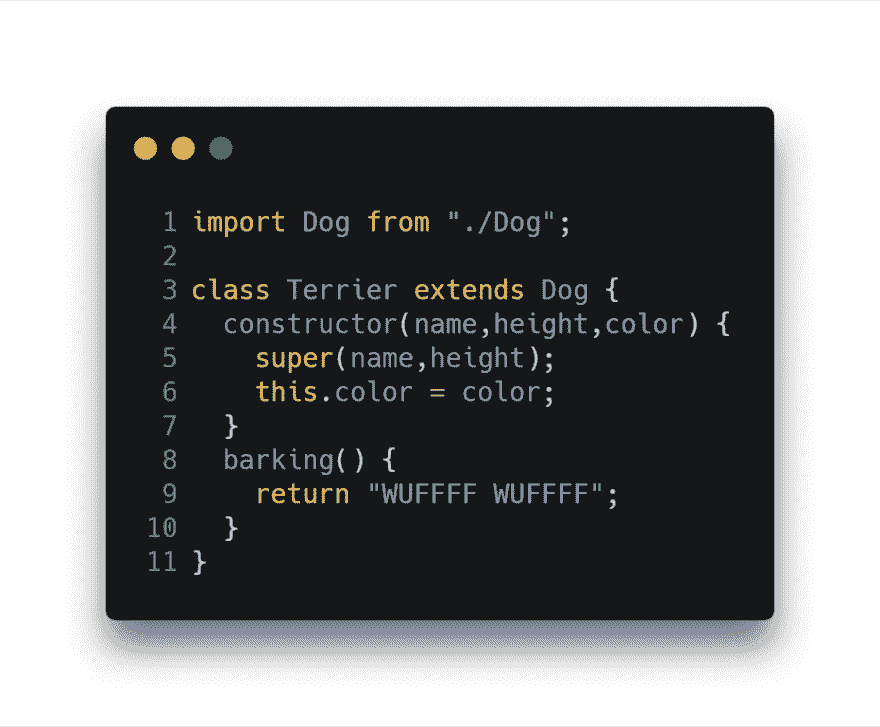 1 import Dog from "./Dog";
2
3 class Terrier extends Dog {
4   constructor(name,height,color) {
5     super(name,height);
6     this.color = color;
7   }
8   barking() {
9     return "WUFFFF WUFFFF";
10   }
11 }